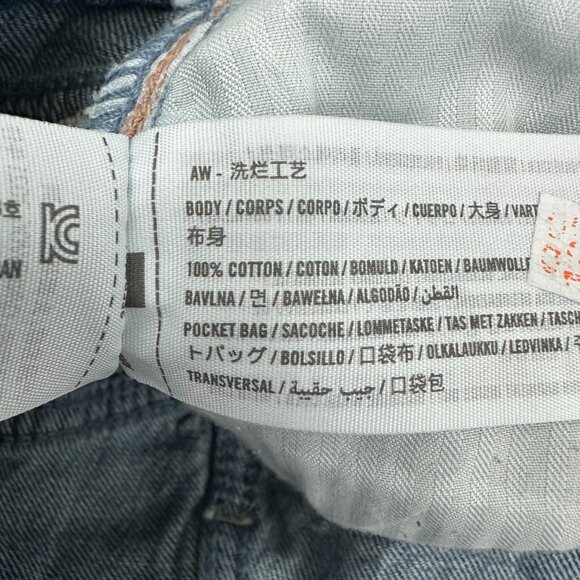 AW - 洗烂工艺
BODY / CORPS / CORPO / ボディ / CUERPO / 大身 / VART
布身
100% COTTON / COTON / BOMULD / KATOEN / BAUMWOLLE
BAVLNA / 면 / BAWEŁNA / ALGODÃO / القطن/
POCKET BAG / SACOCHE / LOMMETASKE / TAS MET ZAKKEN / TASCH
トバッグ / BOLSILLO / 口袋布 / OLKALAUKKU / LEDVINKA /
TRANSVERSAL / جيب حقيبة / 口袋包